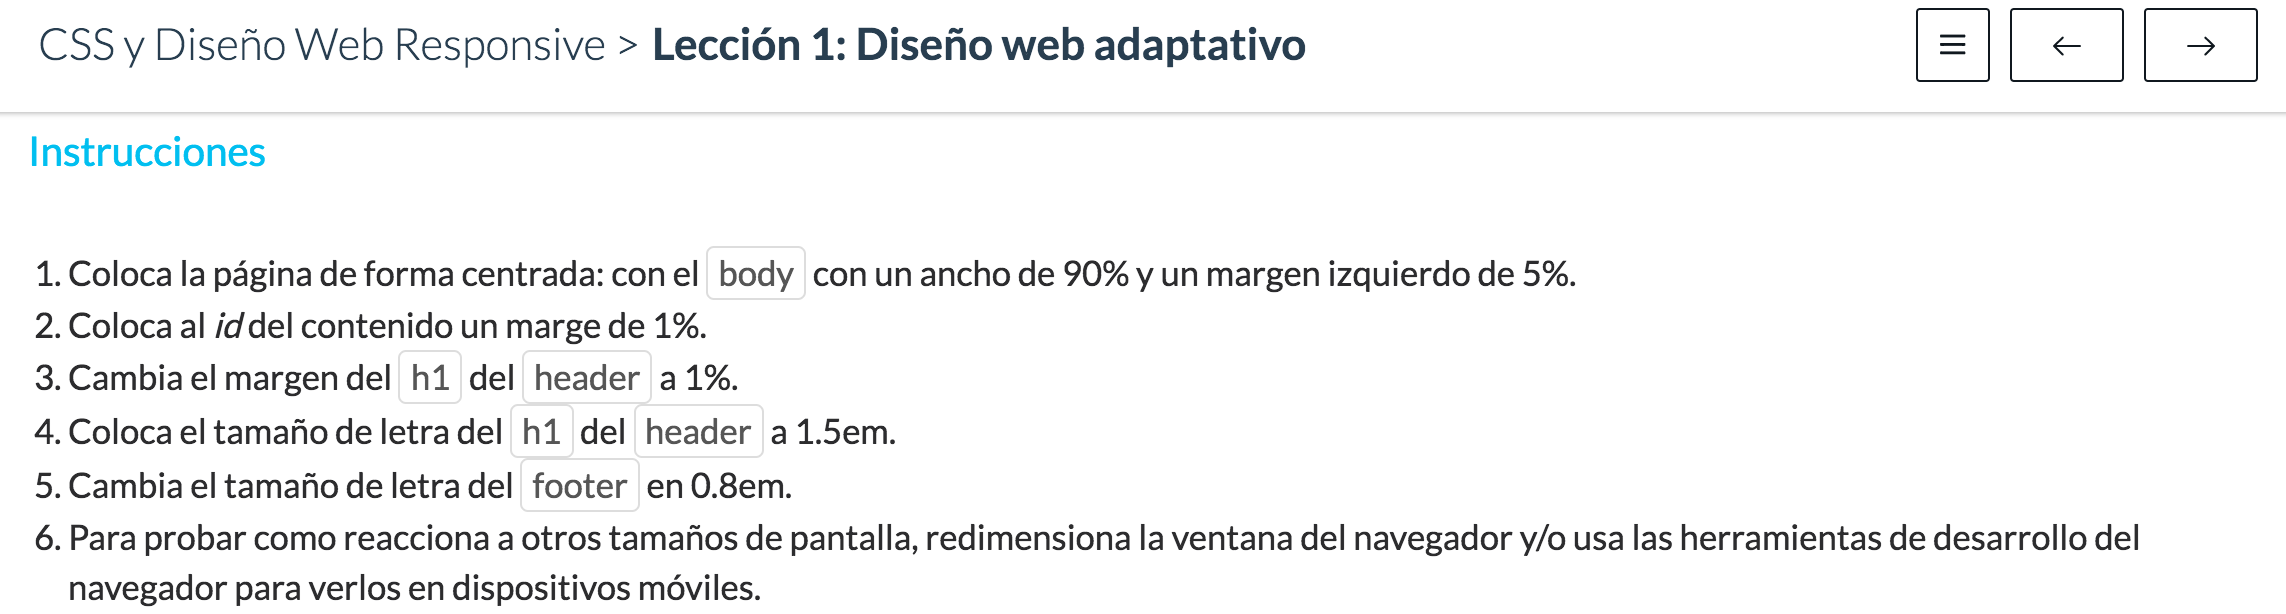 CSS y Diseño Web Responsive > Lección 1: Diseño web adaptativo
Instrucciones
1. Coloca la página de forma centrada: con el body con un ancho de 90% y un margen izquierdo de 5%.
2. Coloca al id del contenido un marge de 1%.
3. Cambia el margen del h1 del header a 1%.
4. Coloca el tamaño de letra del h1 del header a 1.5em.
5. Cambia el tamaño de letra del footer en 0.8em.
6. Para probar como reacciona a otros tamaños de pantalla, redimensiona la ventana del navegador y/o usa las herramientas de desarrollo del
navegador para verlos en dispositivos móviles.